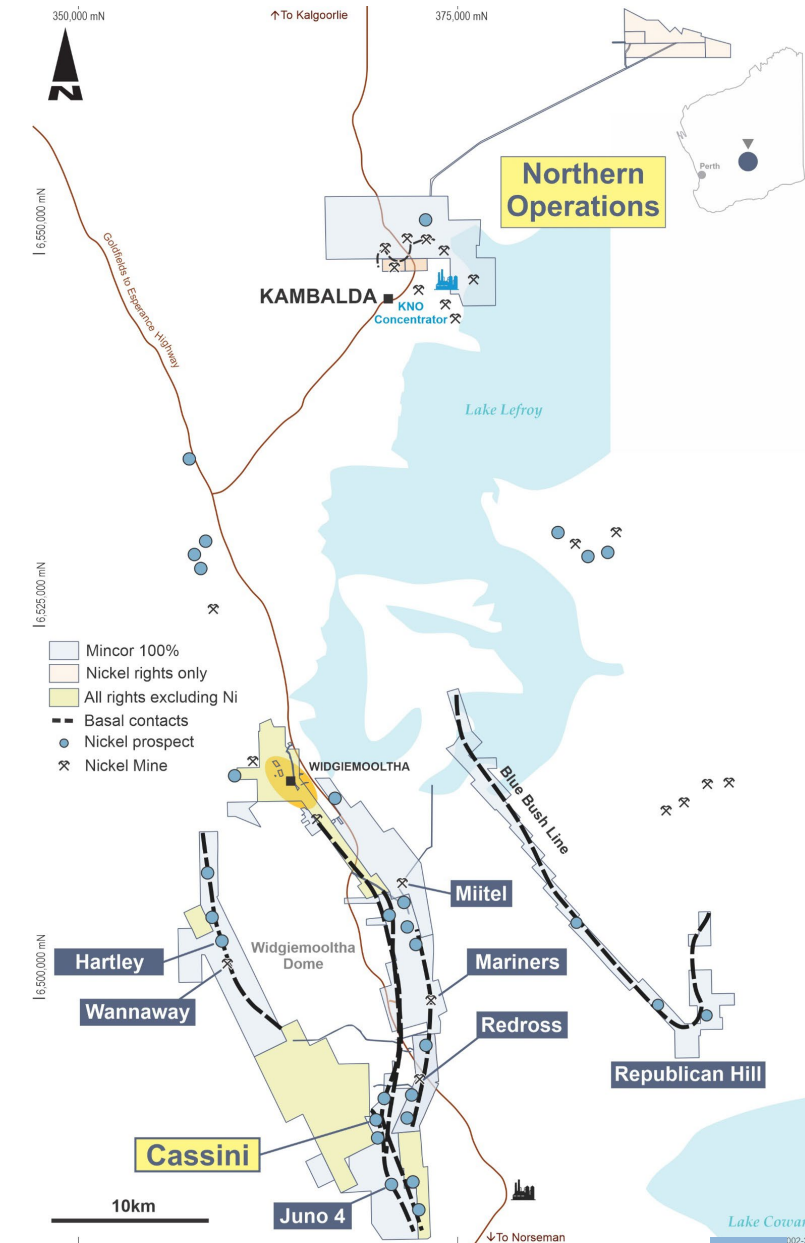 350,000 mN
To Kalgoorlie
375,000 mN
N
Perth
Northern
Operations
6,550,000 mN
Goldfields to Esperance Highway
KAMBALDA
KNO
Concentrator
Lake Lefroy
6,525,000 mN
Mincor 100%
Nickel rights only
All rights excluding Ni
Basal contacts
Nickel prospect
Nickel Mine
WIDGIEMOOLTHA
Blue Bush Line
Miitel
Hartley
Widgiemooltha
Dome
Mariners
6,500,000 mN
Wannaway
Redross
Republican Hill
Cassini
10km
Juno 4
Lake Cowan
To Norseman